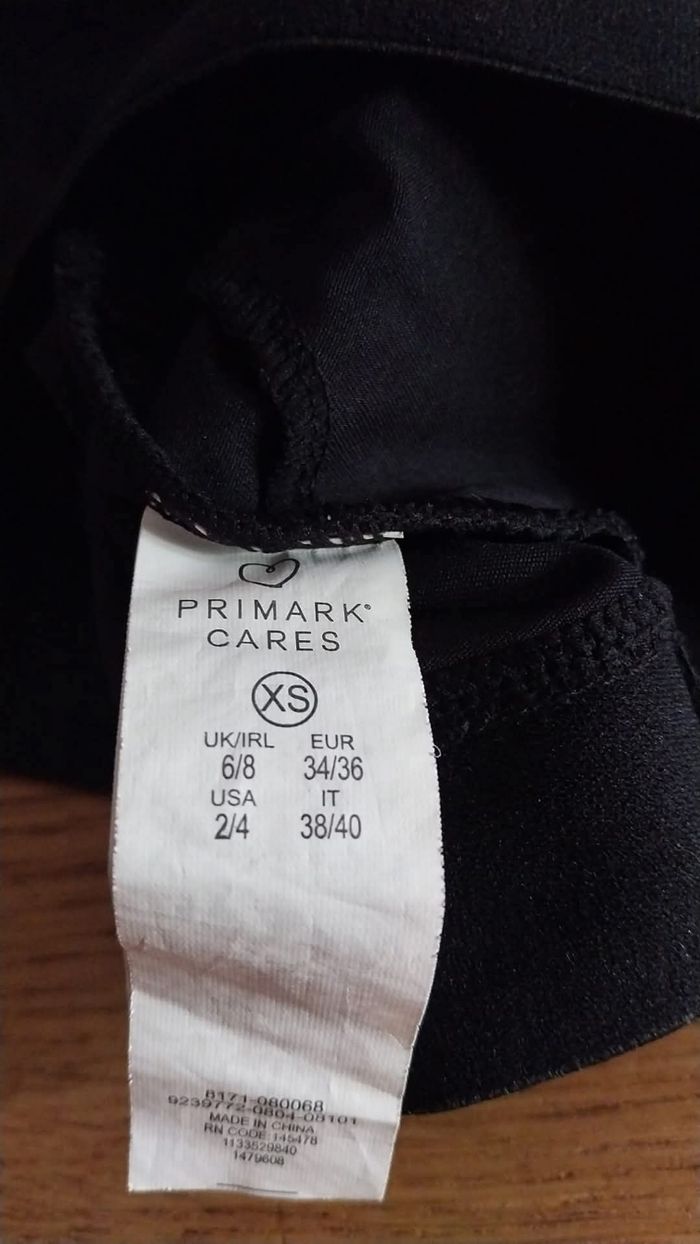 PRIMARK®
CARES
XS
UK/IRL EUR
6/8 34/36
USA IT
2/4 38/40
8171-080068
9239772-0804-08101
MADE IN CHINA
RN CODE:145478
1133529840
1479608